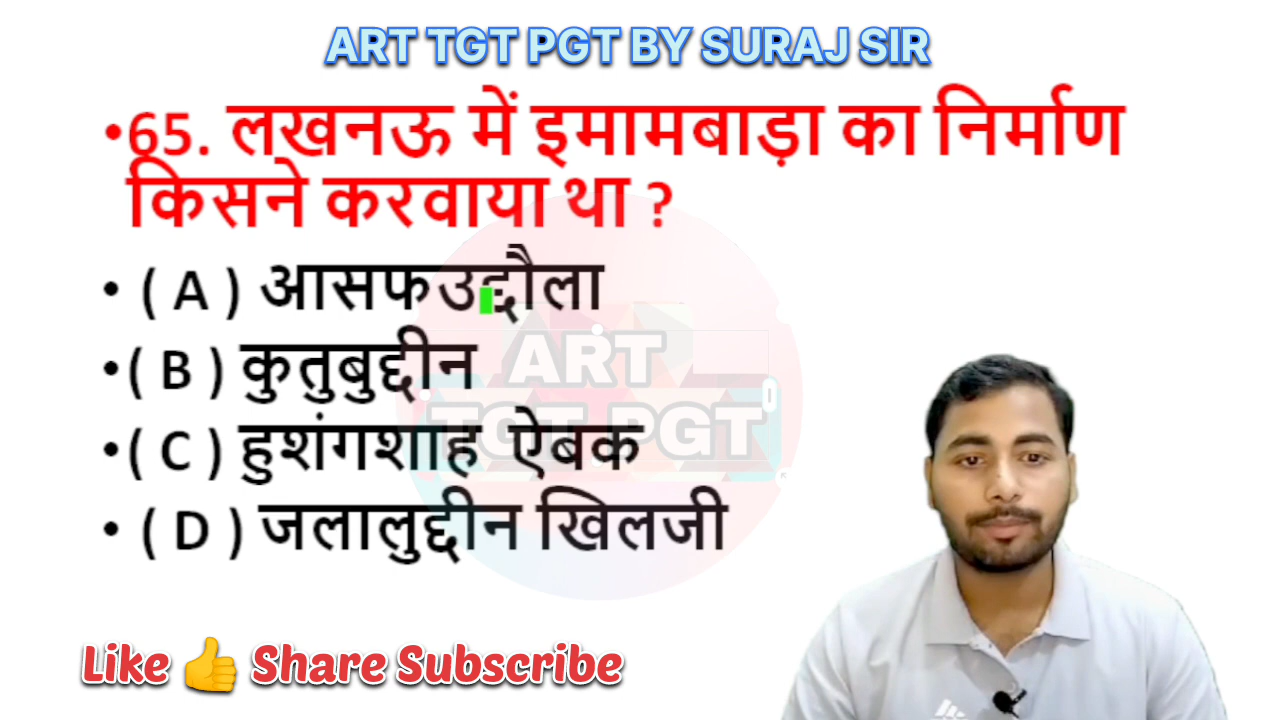 ART TGT PGT BY SURAJ SIR
•65. लखनऊ में इमामबाड़ा का निर्माण
किसने करवाया था ?
• ( A ) आसफउद्दौला
•( B ) कुतुबुद्दीन
•( C ) हुशंगशाह ऐबक
• ( D ) जलालुद्दीन खिलजी
ART
TGT PGT
Like 👍 Share Subscribe